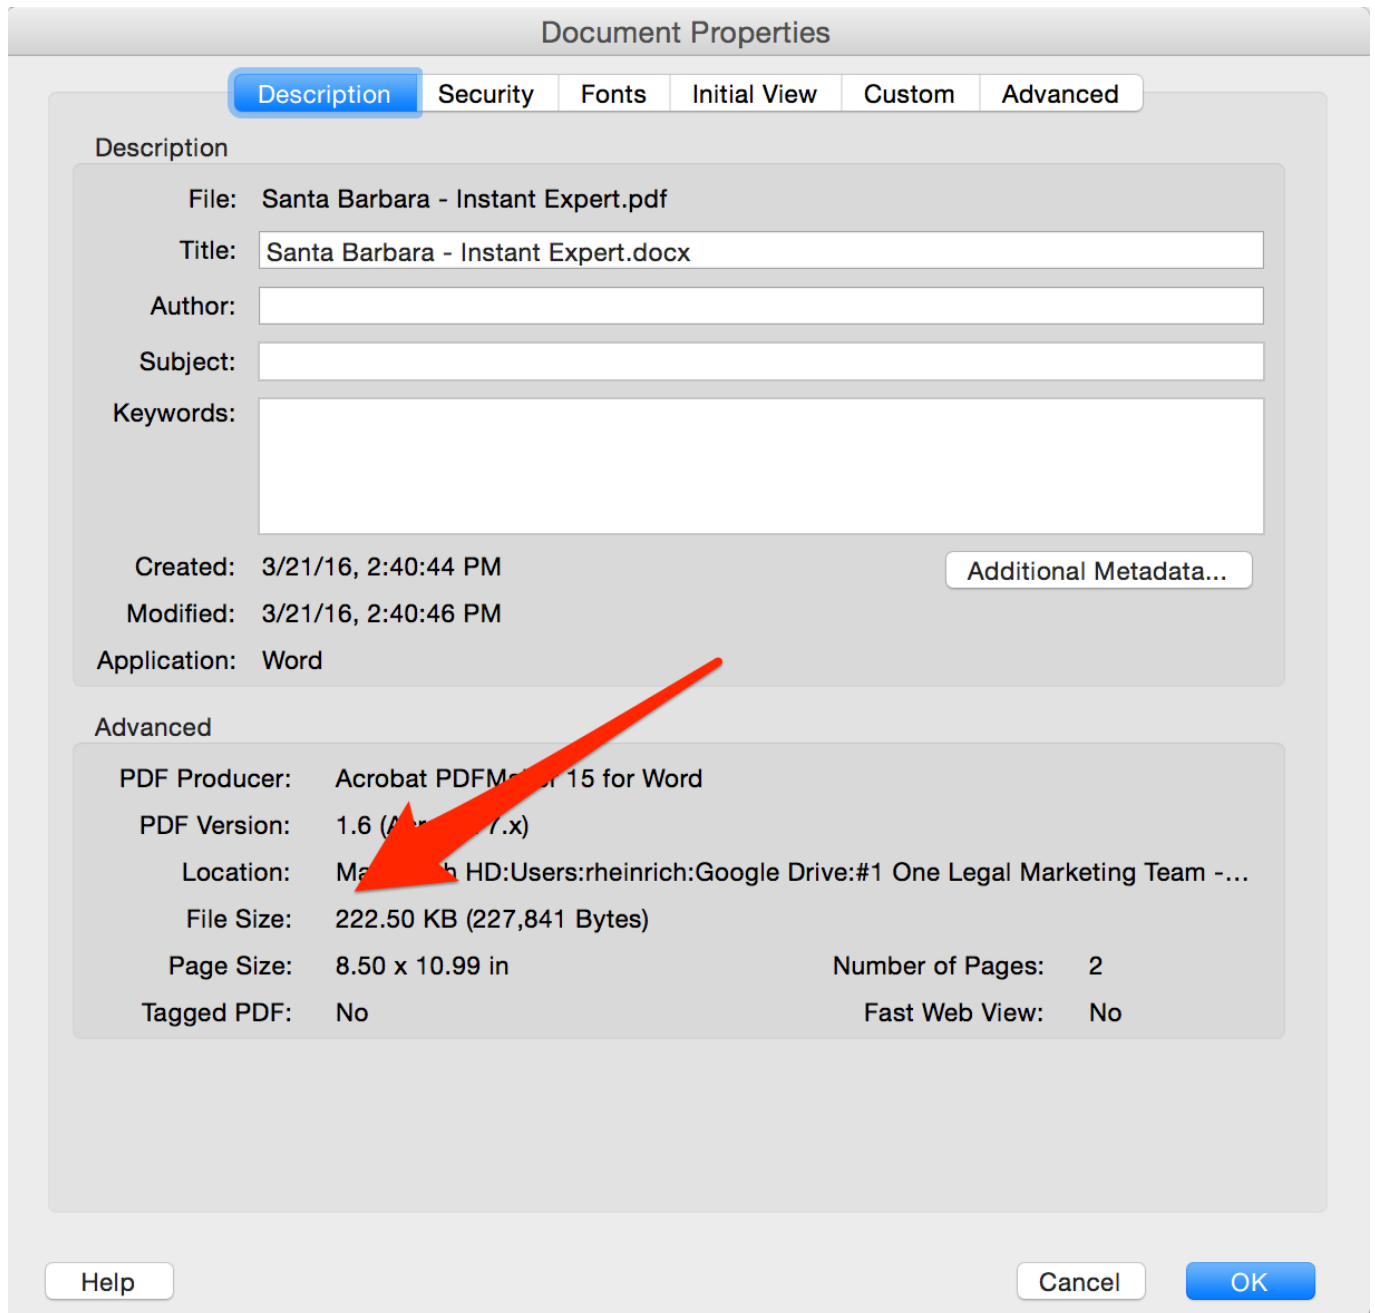 Document Properties
Description Security Fonts Initial View Custom Advanced
Description
File: Santa Barbara - Instant Expert.pdf
Title: Santa Barbara - Instant Expert.docx
Author:
Subject:
Keywords:
Created: 3/21/16, 2:40:44 PM
Additional Metadata...
Modified: 3/21/16, 2:40:46 PM
Application: Word
Advanced
PDF Producer: Acrobat 15 for Word
PDF Version: 1.6 7.x)
Location: HD:Users:rheinrich:Google Drive:#1 One Legal Marketing Team -...
File Size: 222.50 KB (227,841 Bytes)
Page Size: 8.50 x 10.99 in Number of Pages: 2
Tagged PDF: No Fast Web View: No
Help Cancel OK